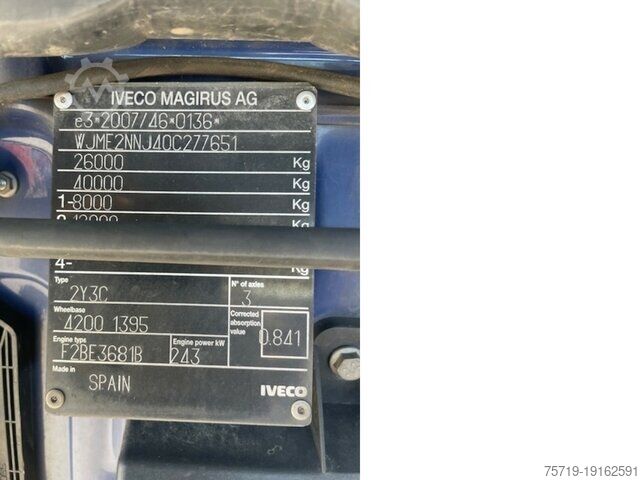 IVECO MAGIRUS AG
e3*2007/46*0136*
WJME2NNJ40C277651
26000 Kg
40000 Kg
1-8000 Kg
Kg
4- Kg
Type
2Y3C
N° of axles
3
Wheelbase
4200 1395
Corrected absorption value
0.841
Engine type
F2BE3681B
Engine power kW
243
Made in
SPAIN
IVECO
75719-19162591